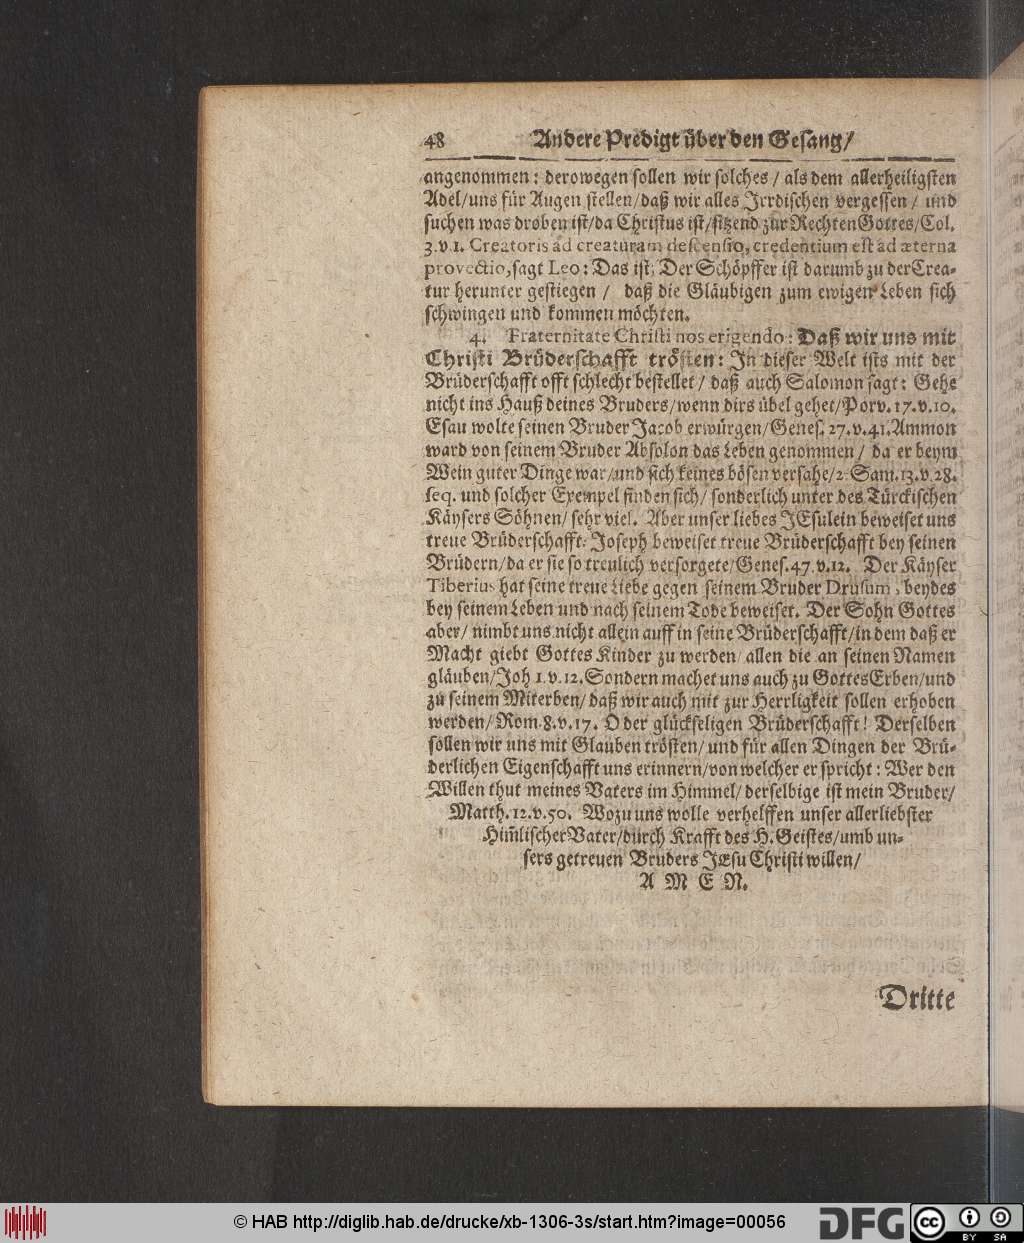 48 Andere Predigt über den Gesang/
angenommen: derowegen sollen wir solches / als dem allerheiligsten
Adel/uns für Augen stellen/daß wir alles Irrdischen vergessen / und
suchen was droben ist/da Christus ist/sitzend zur Rechten Gottes/Col.
3.v.1. Creatoris ad creaturam descensio, credentium est ad æterna
provectio, sagt Leo: Das ist: Der Schöpffer ist darumb zu der Crea-
tur herunter gestiegen / daß die Gläubigen zum ewigen Leben sich
schwingen und kommen möchten.
4. Fraternitate Christi nos erigendo: Daß wir uns mit
Christi Brüderschafft trösten: In dieser Welt ists mit der
Brüderschafft offt schlecht bestellet / daß auch Salomon sagt: Gehe
nicht ins Hauß deines Bruders/wenn dirs übel gehet/Porv.17.v.10.
Esau wolte seinen Bruder Jacob erwürgen/Genes.27.v.41.Ammon
ward von seinem Bruder Absolon das Leben genommen / da er beym
Wein guter Dinge war/und sich keines bösen versahe/2.Sam.13.v.28.
seq. und solcher Exempel finden sich/ sonderlich unter des Türckischen
Käysers Söhnen/ sehr viel. Aber unser liebes JEsulein beweiset uns
treue Brüderschafft. Joseph beweiset treue Brüderschafft bey seinen
Brüdern/da er sie so treulich versorgete/Genes.47.v.12. Der Käyser
Tiberius hat seine treue Liebe gegen seinem Bruder Drusum, beydes
bey seinem Leben und nach seinem Tode beweiset. Der Sohn Gottes
aber/ nimbt uns nicht allein auff in seine Brüderschafft/in dem daß er
Macht giebt Gottes Kinder zu werden/ allen die an seinen Namen
gläuben/Joh 1.v.12.Sondern machet uns auch zu Gottes Erben/und
zu seinem Miterben/ daß wir auch mit zur Herrligkeit sollen erhoben
werden/Rom.8.v.17. O der glückseligen Brüderschafft! Derselben
sollen wir uns mit Glauben trösten/ und für allen Dingen der Brü-
derlichen Eigenschafft uns erinnern/von welcher er spricht: Wer den
Willen thut meines Vaters im Himmel/ derselbige ist mein Bruder/
Matth.12.v.50. Wozu uns wolle verhelffen unser allerliebster
Him̃lischer Vater/durch Krafft des H.Geistes/umb un-
sers getreuen Bruders JEsu Christi willen/
A M E N.
Dritte
© HAB http://diglib.hab.de/drucke/xb-1306-3s/start.htm?image=00056
DFG
cc
BY SA